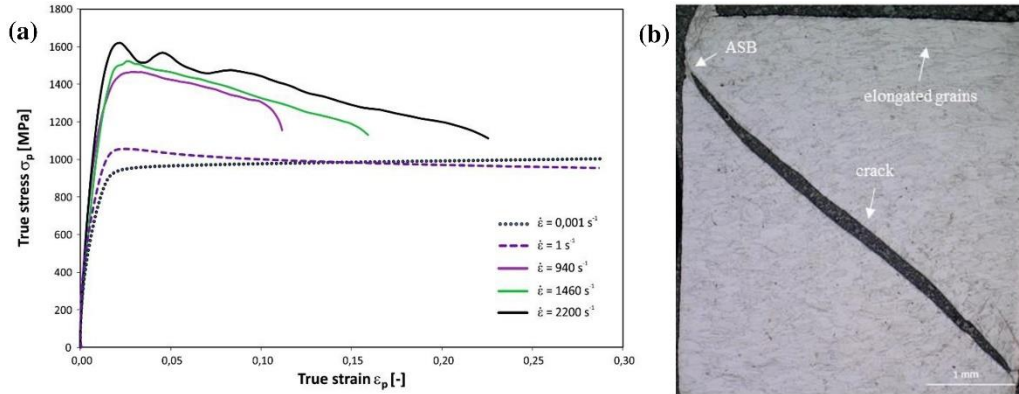 (a)
True stress σp [MPa]
1800
1600
1400
1200
1000
800
600
400
200
0
0,00
0,05
0,10
0,15
0,20
0,25
0,30
True strain εp [-]
ε̇ = 0,001 s⁻¹
ε̇ = 1 s⁻¹
ε̇ = 940 s⁻¹
ε̇ = 1460 s⁻¹
ε̇ = 2200 s⁻¹
(b)
ASB
elongated grains
crack
1 mm